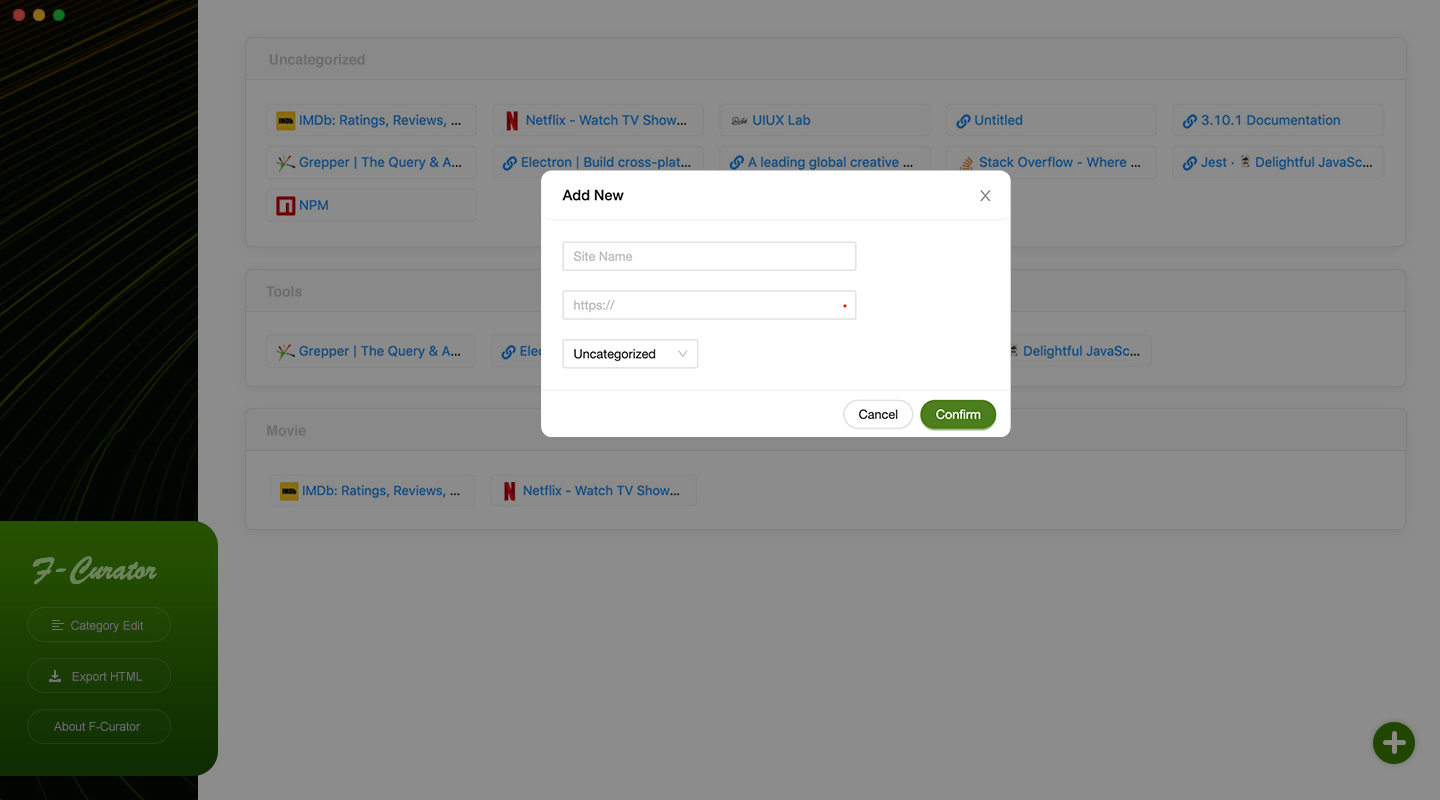 Uncategorized
IMDb: Ratings, Reviews, ...
Netflix - Watch TV Show...
UIUX Lab
Untitled
3.10.1 Documentation
Grepper | The Query & A...
Electron | Build cross-plat...
A leading global creative ...
Stack Overflow - Where ...
Jest · Delightful JavaSc...
NPM
Add New
Site Name
https://
Uncategorized
Cancel
Confirm
Tools
Grepper | The Query & A...
Delightful JavaSc...
Movie
IMDb: Ratings, Reviews, ...
Netflix - Watch TV Show...
F-Curator
Category Edit
Export HTML
About F-Curator